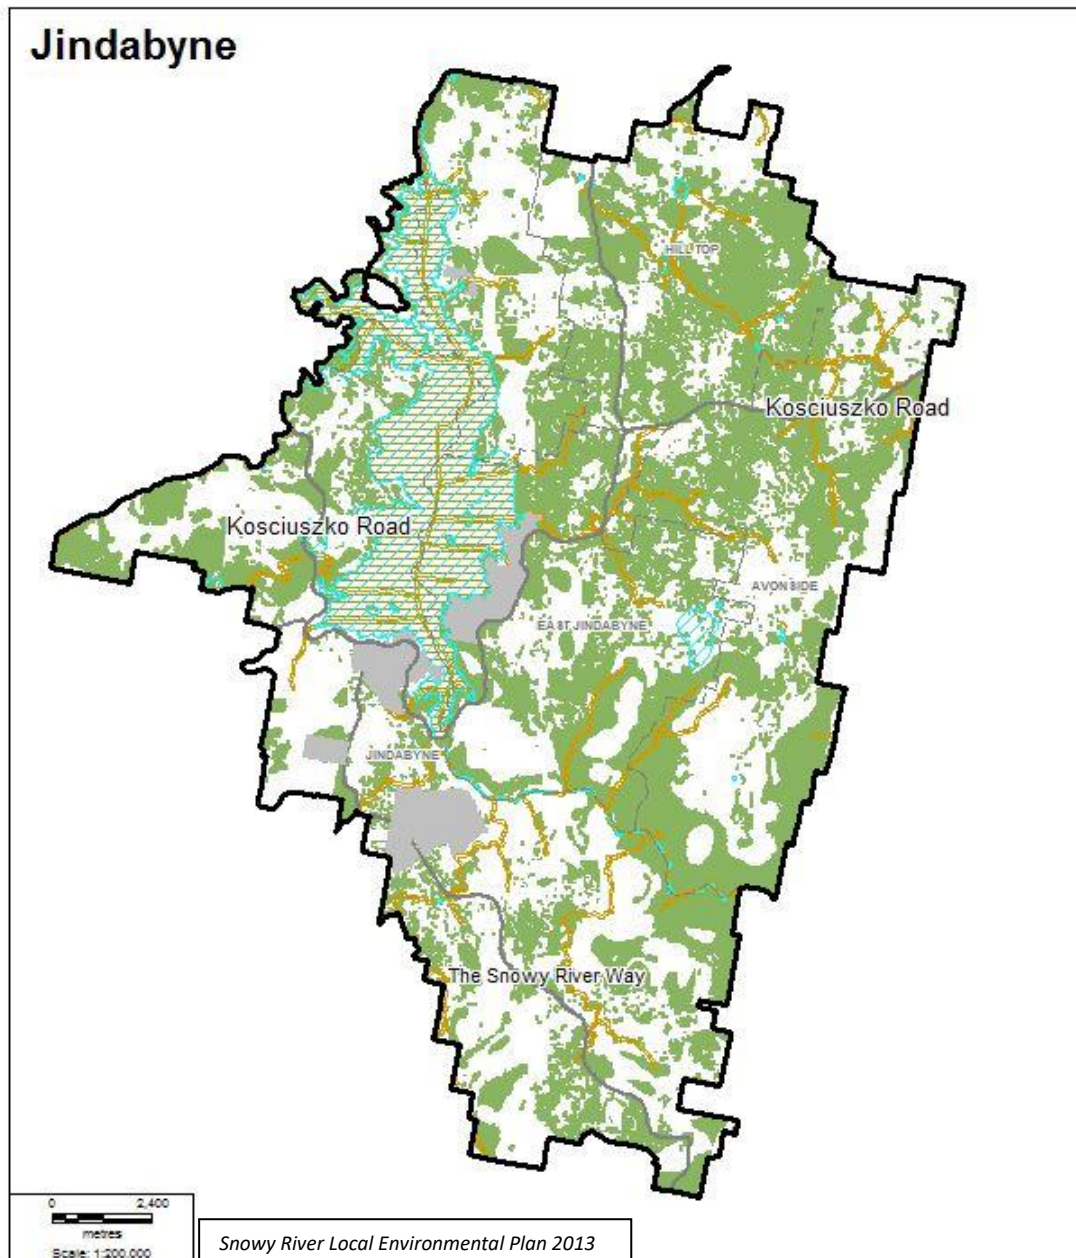 Jindabyne
HILL TOP
Kosciuszko Road
Kosciuszko Road
AVONSIDE
EAST JINDABYNE
JINDABYNE
The Snowy River Way
0 2,400
metres
Scale: 1:200,000
Snowy River Local Environmental Plan 2013